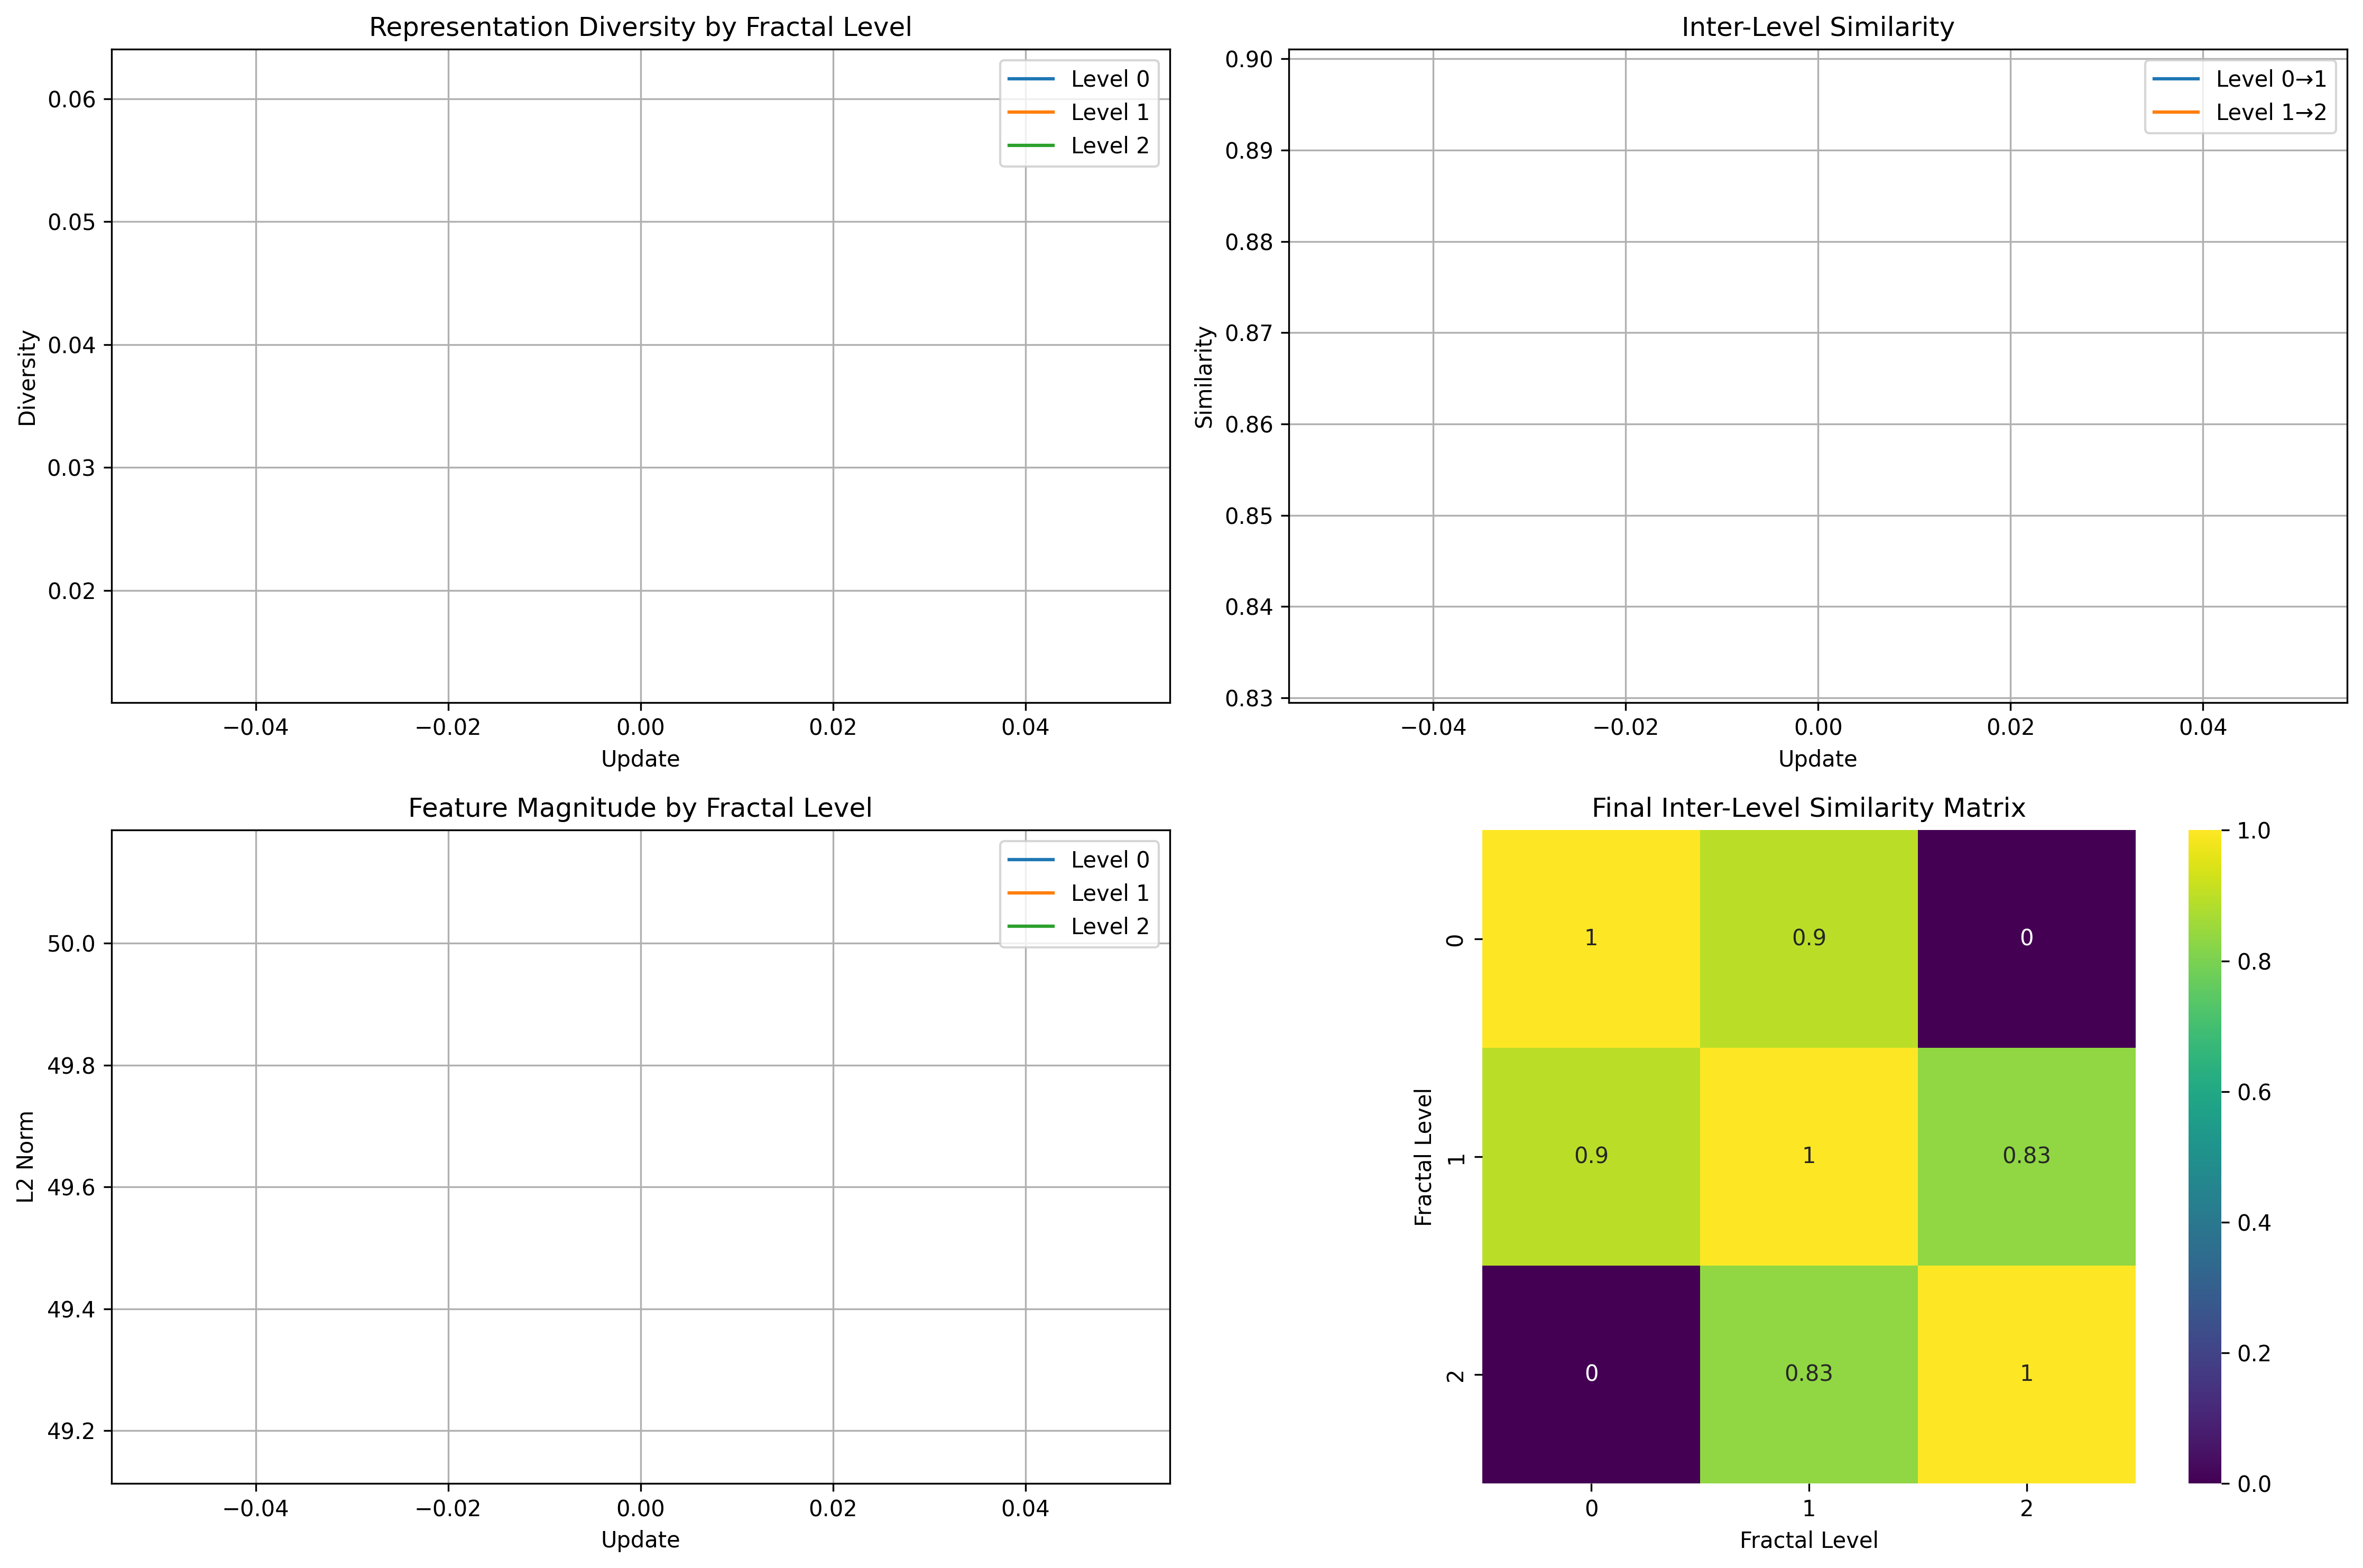 Representation Diversity by Fractal Level
Level 0
Level 1
Level 2
0.06
0.05
0.04
0.03
0.02
Diversity
−0.04 −0.02 0.00 0.02 0.04
Update
Inter-Level Similarity
Level 0→1
Level 1→2
0.90
0.89
0.88
0.87
0.86
0.85
0.84
0.83
Similarity
−0.04 −0.02 0.00 0.02 0.04
Update
Feature Magnitude by Fractal Level
Level 0
Level 1
Level 2
50.0
49.8
49.6
49.4
49.2
L2 Norm
−0.04 −0.02 0.00 0.02 0.04
Update
Final Inter-Level Similarity Matrix
0 1 0.9 0
1 0.9 1 0.83
2 0 0.83 1
Fractal Level
0 1 2
Fractal Level
1.0
0.8
0.6
0.4
0.2
0.0